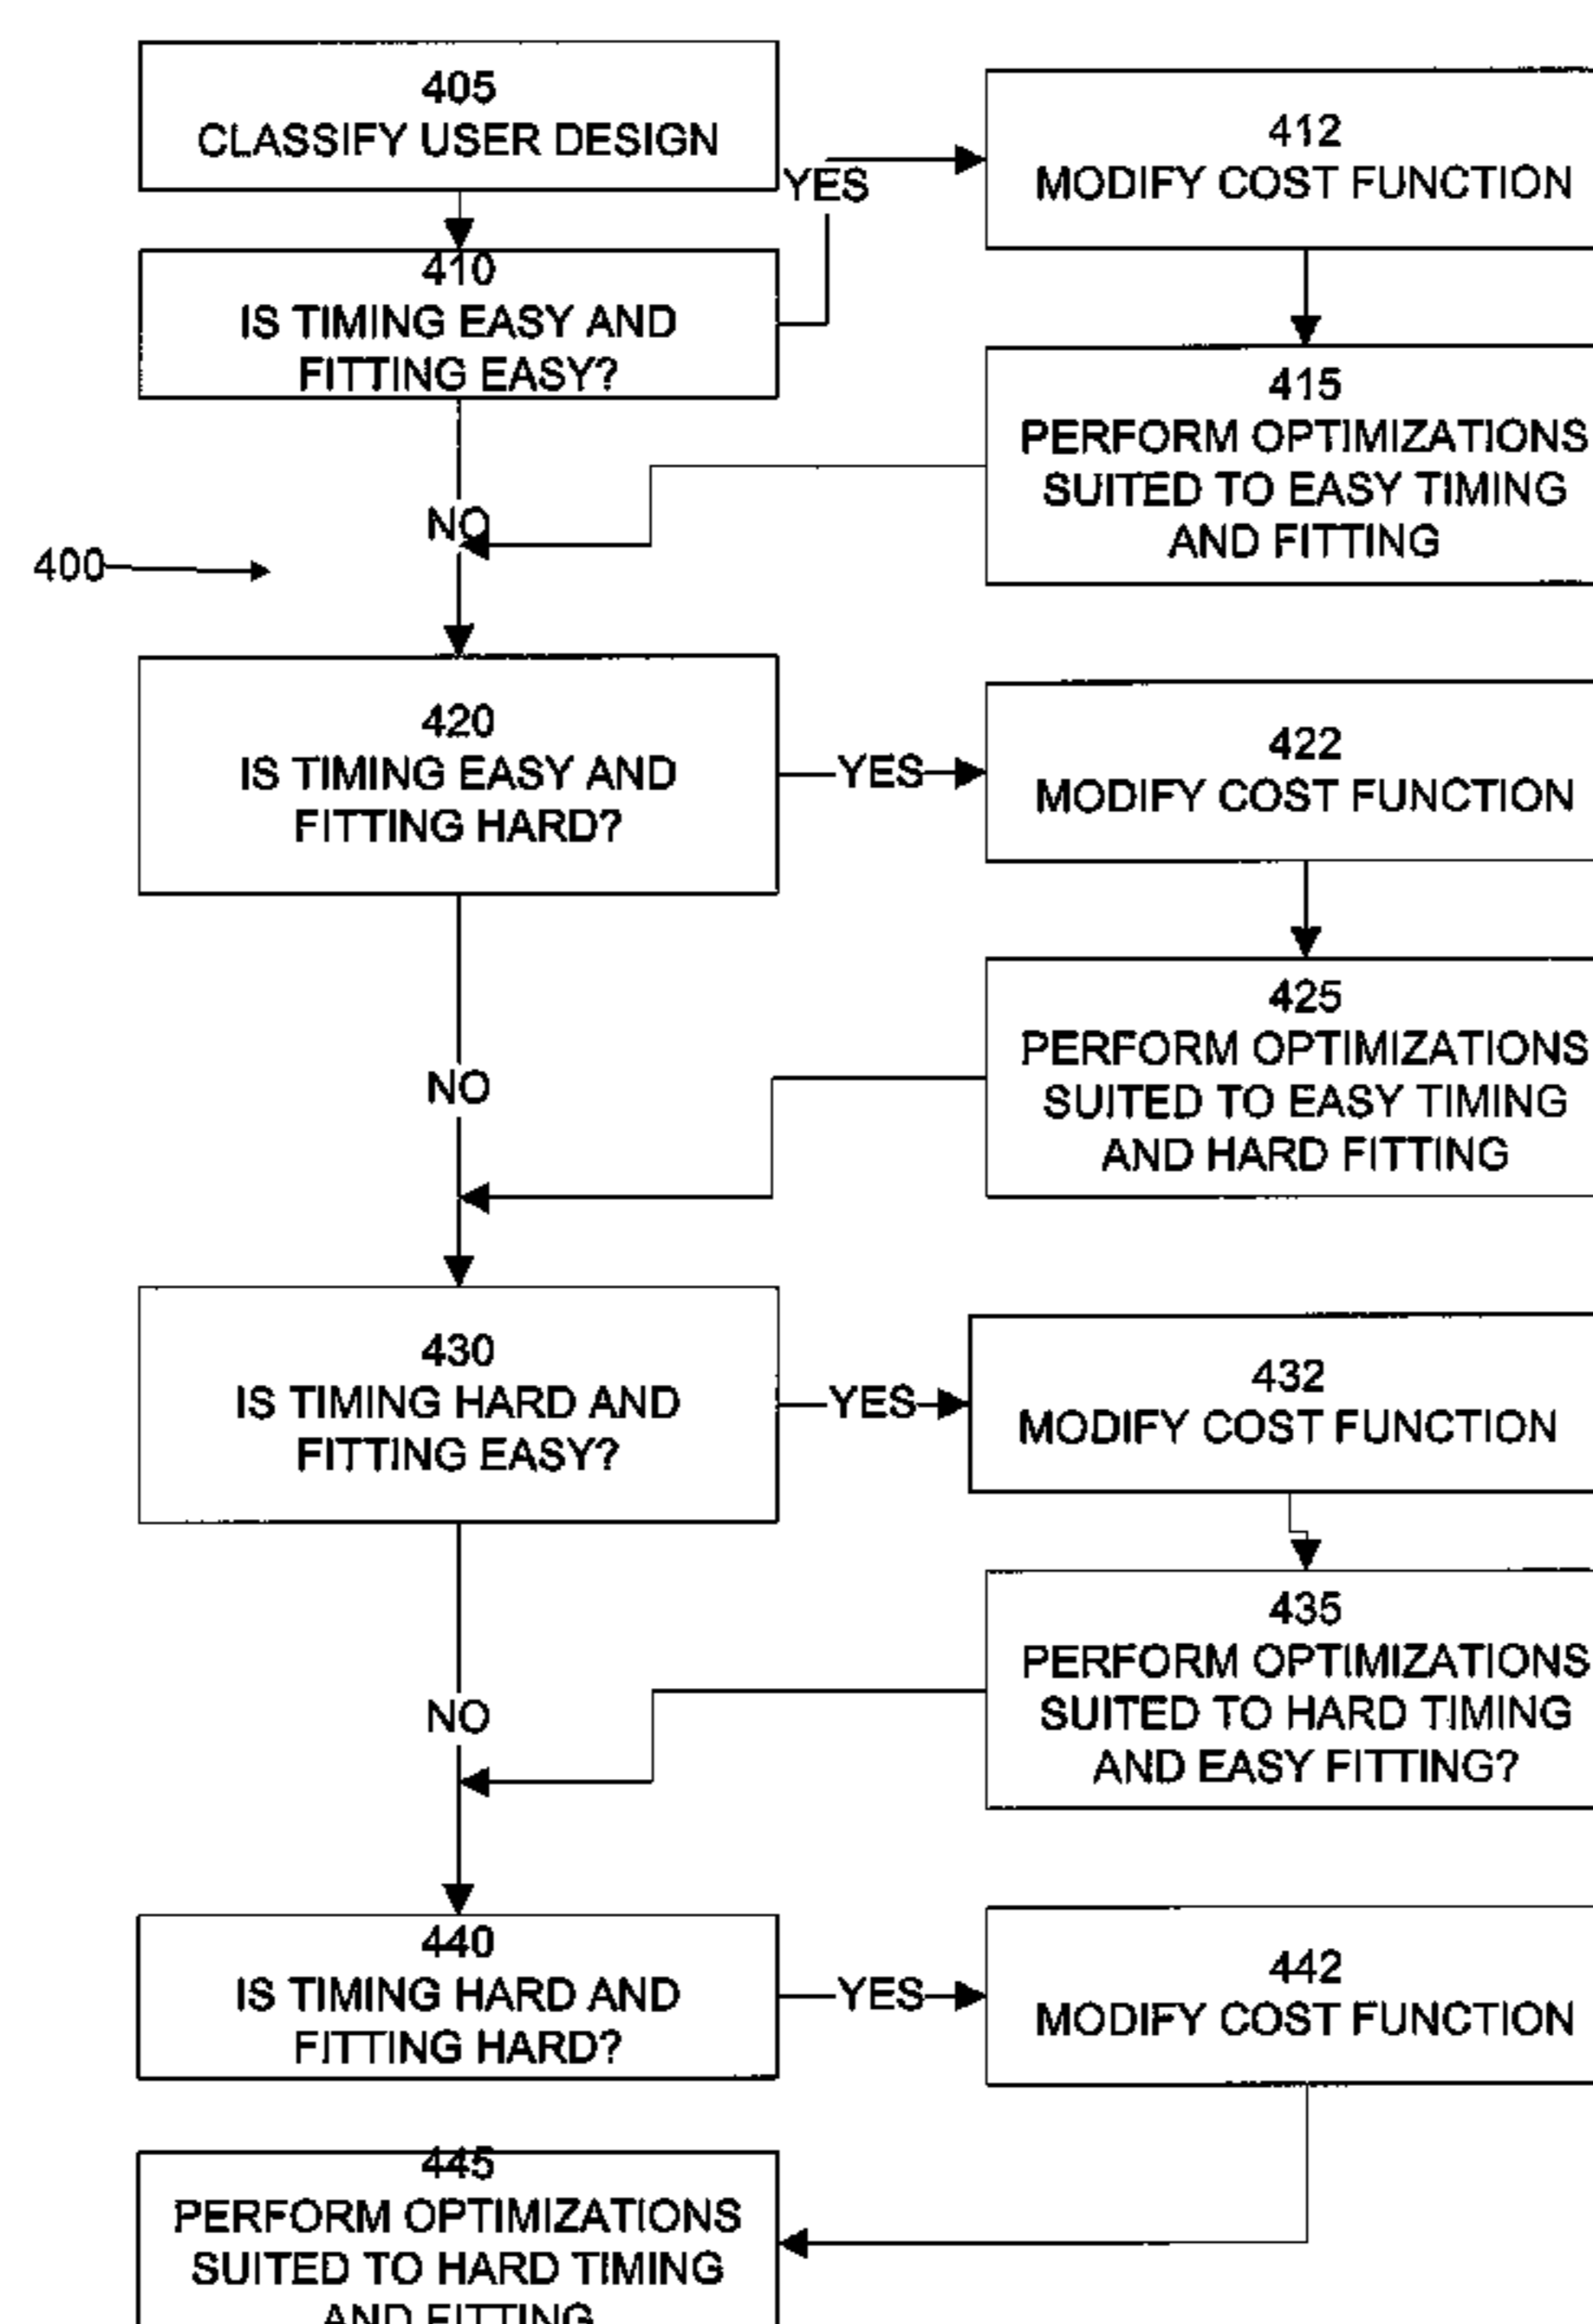 405
CLASSIFY USER DESIGN
YES
412
MODIFY COST FUNCTION
410
IS TIMING EASY AND
FITTING EASY?
415
PERFORM OPTIMIZATIONS
SUITED TO EASY TIMING
AND FITTING
NO
400
420
IS TIMING EASY AND
FITTING HARD?
YES
422
MODIFY COST FUNCTION
425
PERFORM OPTIMIZATIONS
SUITED TO EASY TIMING
AND HARD FITTING
NO
430
IS TIMING HARD AND
FITTING EASY?
YES
432
MODIFY COST FUNCTION
435
PERFORM OPTIMIZATIONS
SUITED TO HARD TIMING
AND EASY FITTING?
NO
440
IS TIMING HARD AND
FITTING HARD?
YES
442
MODIFY COST FUNCTION
445
PERFORM OPTIMIZATIONS
SUITED TO HARD TIMING
AND FITTING